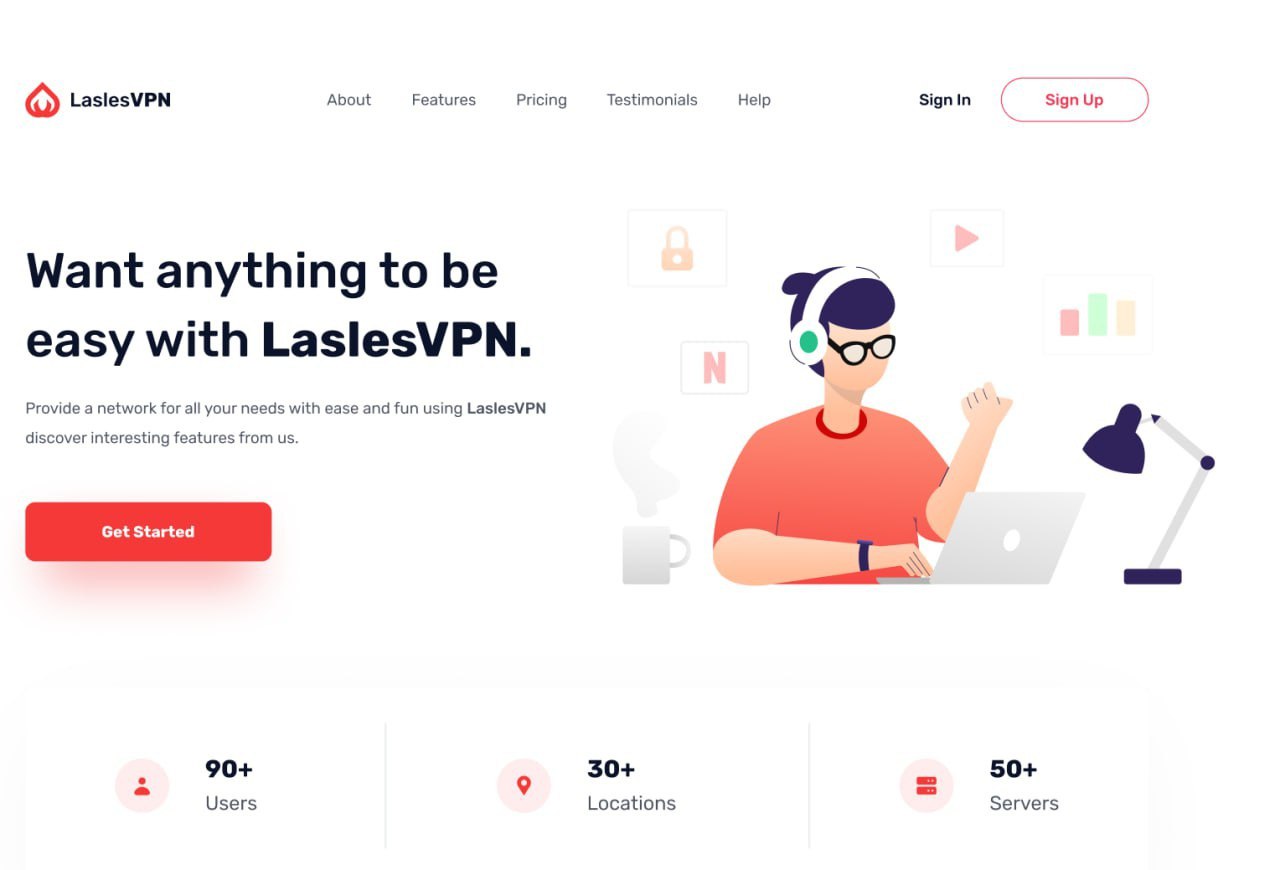 LaslesVPN
About
Features
Pricing
Testimonials
Help
Sign In
Sign Up
Want anything to be
easy with LaslesVPN.
Provide a network for all your needs with ease and fun using LaslesVPN
discover interesting features from us.
Get Started
N
90+
Users
30+
Locations
50+
Servers